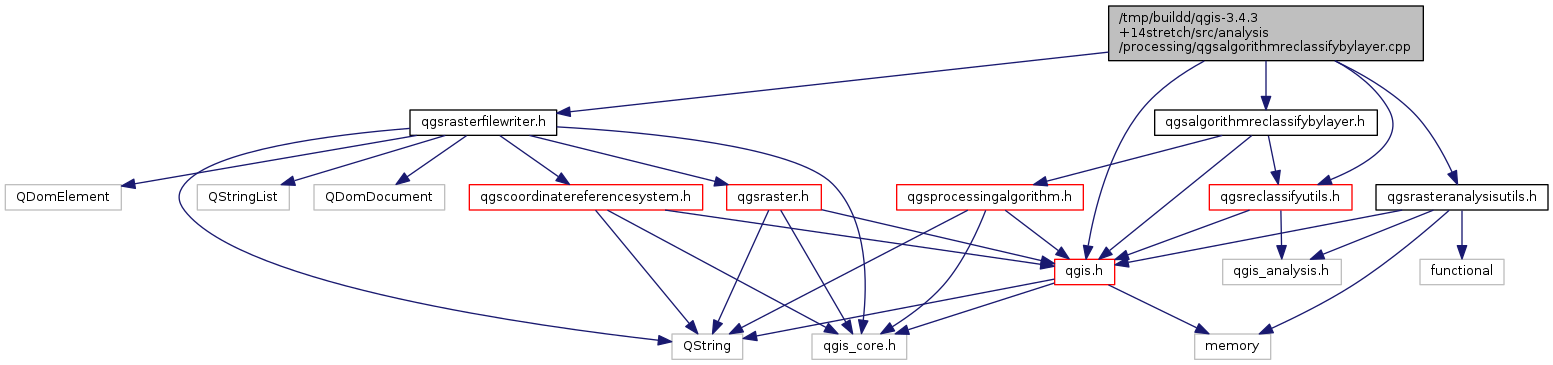 /tmp/buildd/qgis-3.4.3
+14stretch/src/analysis
/processing/qgsalgorithmreclassifybylayer.cpp
qgsrasterfilewriter.h
qgsalgorithmreclassifybylayer.h
QDomElement
QStringList
QDomDocument
qgscoordinatereferencesystem.h
qgsraster.h
qgsprocessingalgorithm.h
qgsreclassifyutils.h
qgsrasteranalysisutils.h
qgis.h
qgis_analysis.h
functional
QString
qgis_core.h
memory